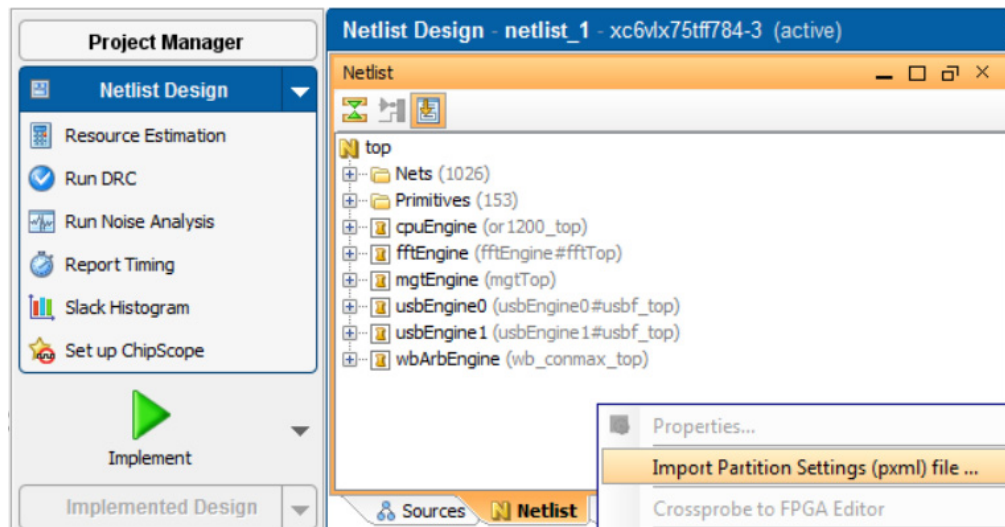 Project Manager
Netlist Design
Resource Estimation
Run DRC
Run Noise Analysis
Report Timing
Slack Histogram
Set up ChipScope
Implement
Implemented Design
Netlist Design - netlist_1 - xc6vlx75tff784-3 (active)
Netlist
top
Nets (1026)
Primitives (153)
cpuEngine (or1200_top)
fftEngine (fftEngine#fftTop)
mgtEngine (mgtTop)
usbEngine0 (usbEngine0#usbf_top)
usbEngine1 (usbEngine1#usbf_top)
wbArbEngine (wb_conmax_top)
Properties...
Import Partition Settings (pxml) file ...
Crossprobe to FPGA Editor
Sources Netlist